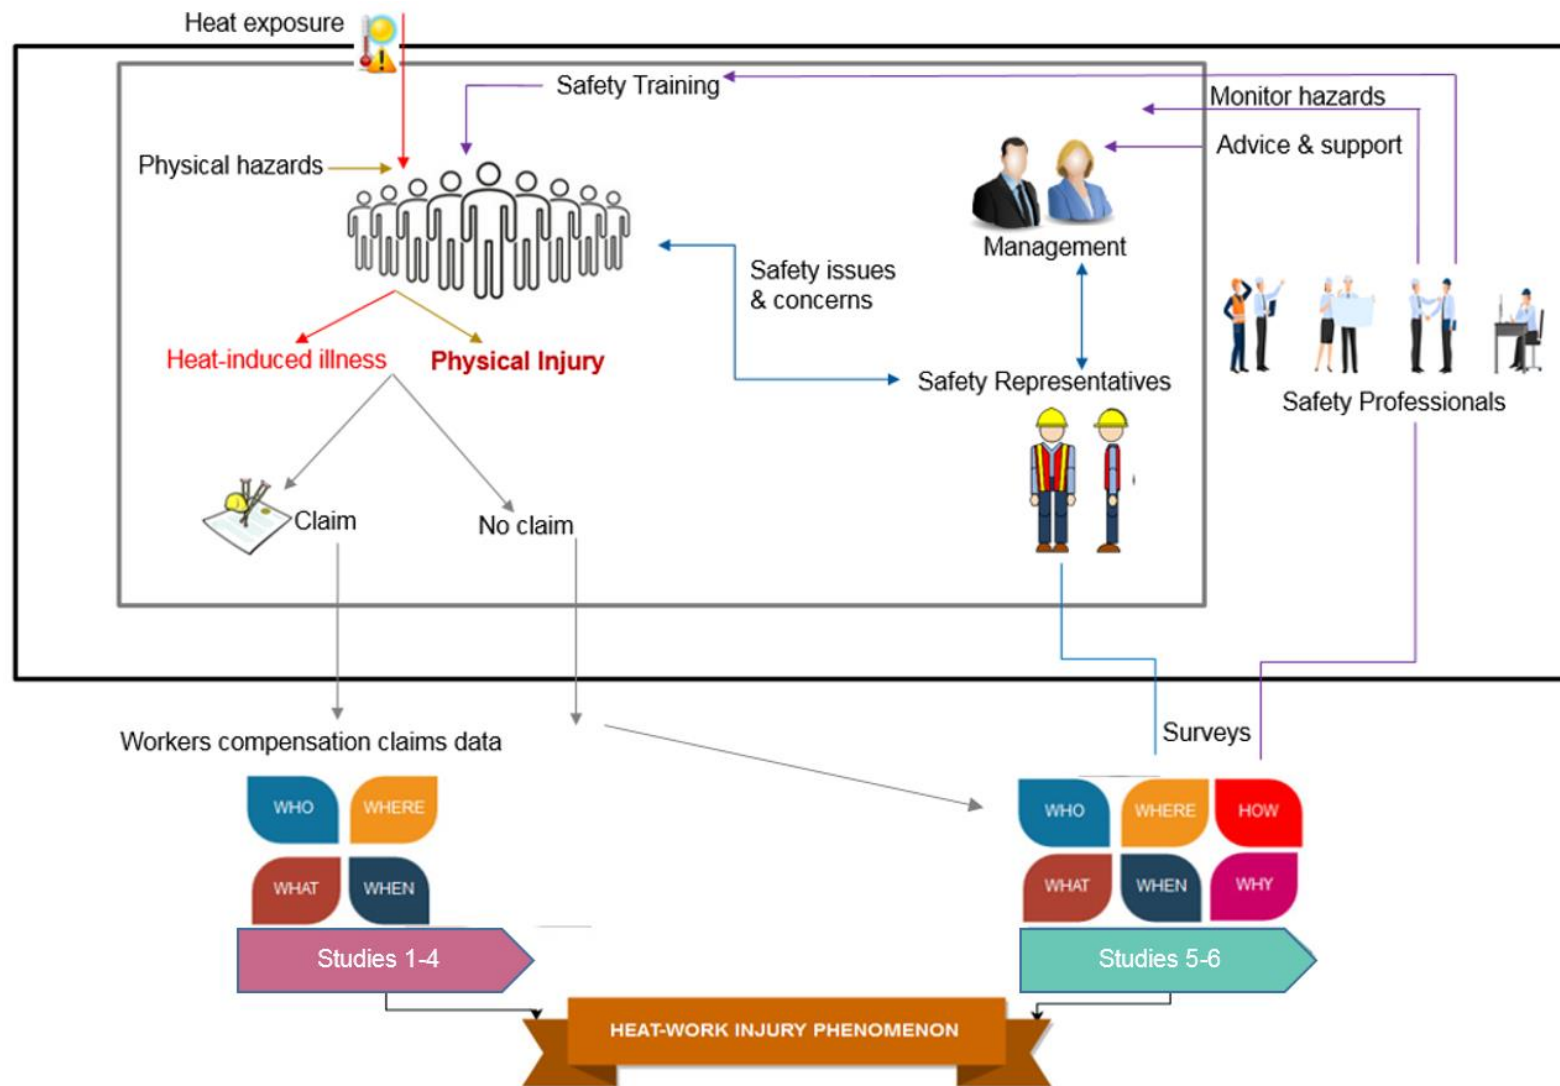 Heat exposure
Safety Training
Monitor hazards
Advice & support
Physical hazards
Management
Safety issues
& concerns
Heat-induced illness
Physical Injury
Safety Representatives
Safety Professionals
Claim
No claim
Workers compensation claims data
Surveys
WHO
WHERE
WHAT
WHEN
WHO
WHERE
HOW
WHAT
WHEN
WHY
Studies 1-4
Studies 5-6
HEAT-WORK INJURY PHENOMENON